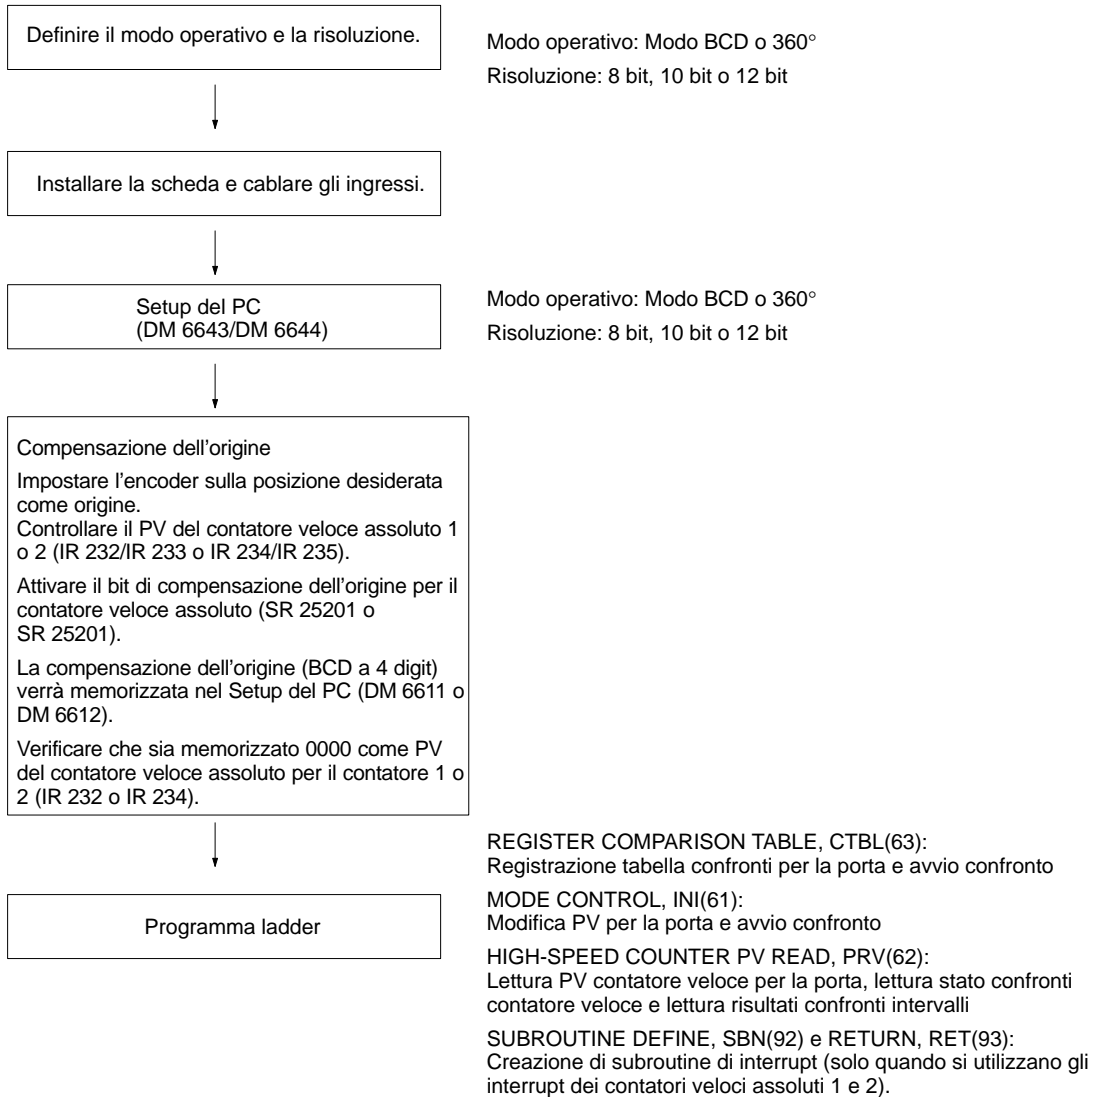 Definire il modo operativo e la risoluzione.
Modo operativo: Modo BCD o 360°
Risoluzione: 8 bit, 10 bit o 12 bit
Installare la scheda e cablare gli ingressi.
Setup del PC
(DM 6643/DM 6644)
Modo operativo: Modo BCD o 360°
Risoluzione: 8 bit, 10 bit o 12 bit
Compensazione dell’origine
Impostare l’encoder sulla posizione desiderata
come origine.
Controllare il PV del contatore veloce assoluto 1
o 2 (IR 232/IR 233 o IR 234/IR 235).
Attivare il bit di compensazione dell’origine per il
contatore veloce assoluto (SR 25201 o
SR 25201).
La compensazione dell’origine (BCD a 4 digit)
verrà memorizzata nel Setup del PC (DM 6611 o
DM 6612).
Verificare che sia memorizzato 0000 come PV
del contatore veloce assoluto per il contatore 1 o
2 (IR 232 o IR 234).
Programma ladder
REGISTER COMPARISON TABLE, CTBL(63):
Registrazione tabella confronti per la porta e avvio confronto
MODE CONTROL, INI(61):
Modifica PV per la porta e avvio confronto
HIGH-SPEED COUNTER PV READ, PRV(62):
Lettura PV contatore veloce per la porta, lettura stato confronti
contatore veloce e lettura risultati confronti intervalli
SUBROUTINE DEFINE, SBN(92) e RETURN, RET(93):
Creazione di subroutine di interrupt (solo quando si utilizzano gli
interrupt dei contatori veloci assoluti 1 e 2).